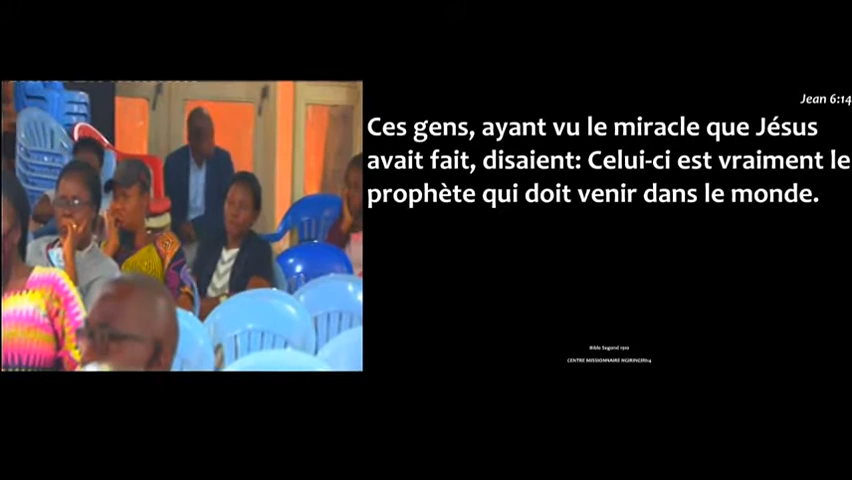 Jean 6:14
Ces gens, ayant vu le miracle que Jésus
avait fait, disaient: Celui-ci est vraiment le
prophète qui doit venir dans le monde.
Bible Segond 1910
CENTRE MISSIONNAIRE